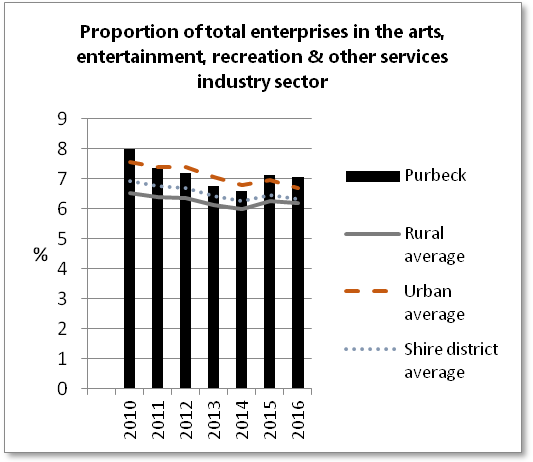 Proportion of total enterprises in the arts,
entertainment, recreation & other services
industry sector
9
8
7
6
5
4
3
2
1
0
%
2010
2011
2012
2013
2014
2015
2016
Purbeck
Rural
average
Urban
average
Shire district
average